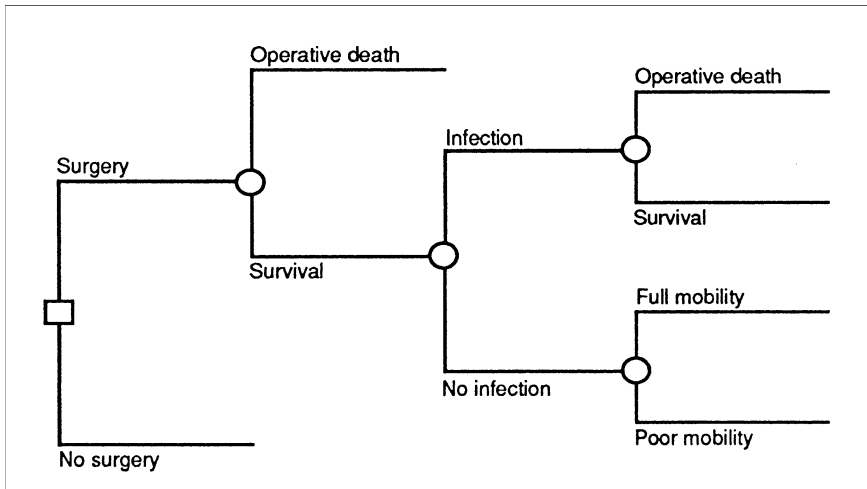 Operative death
Operative death
Infection
Surgery
Survival
Survival
Full mobility
No infection
Poor mobility
No surgery